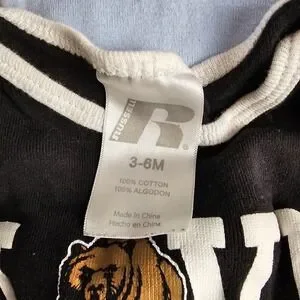 RUSSELL
R
3-6M
100% COTTON
100% ALGODON
Made in China
Hecho en China